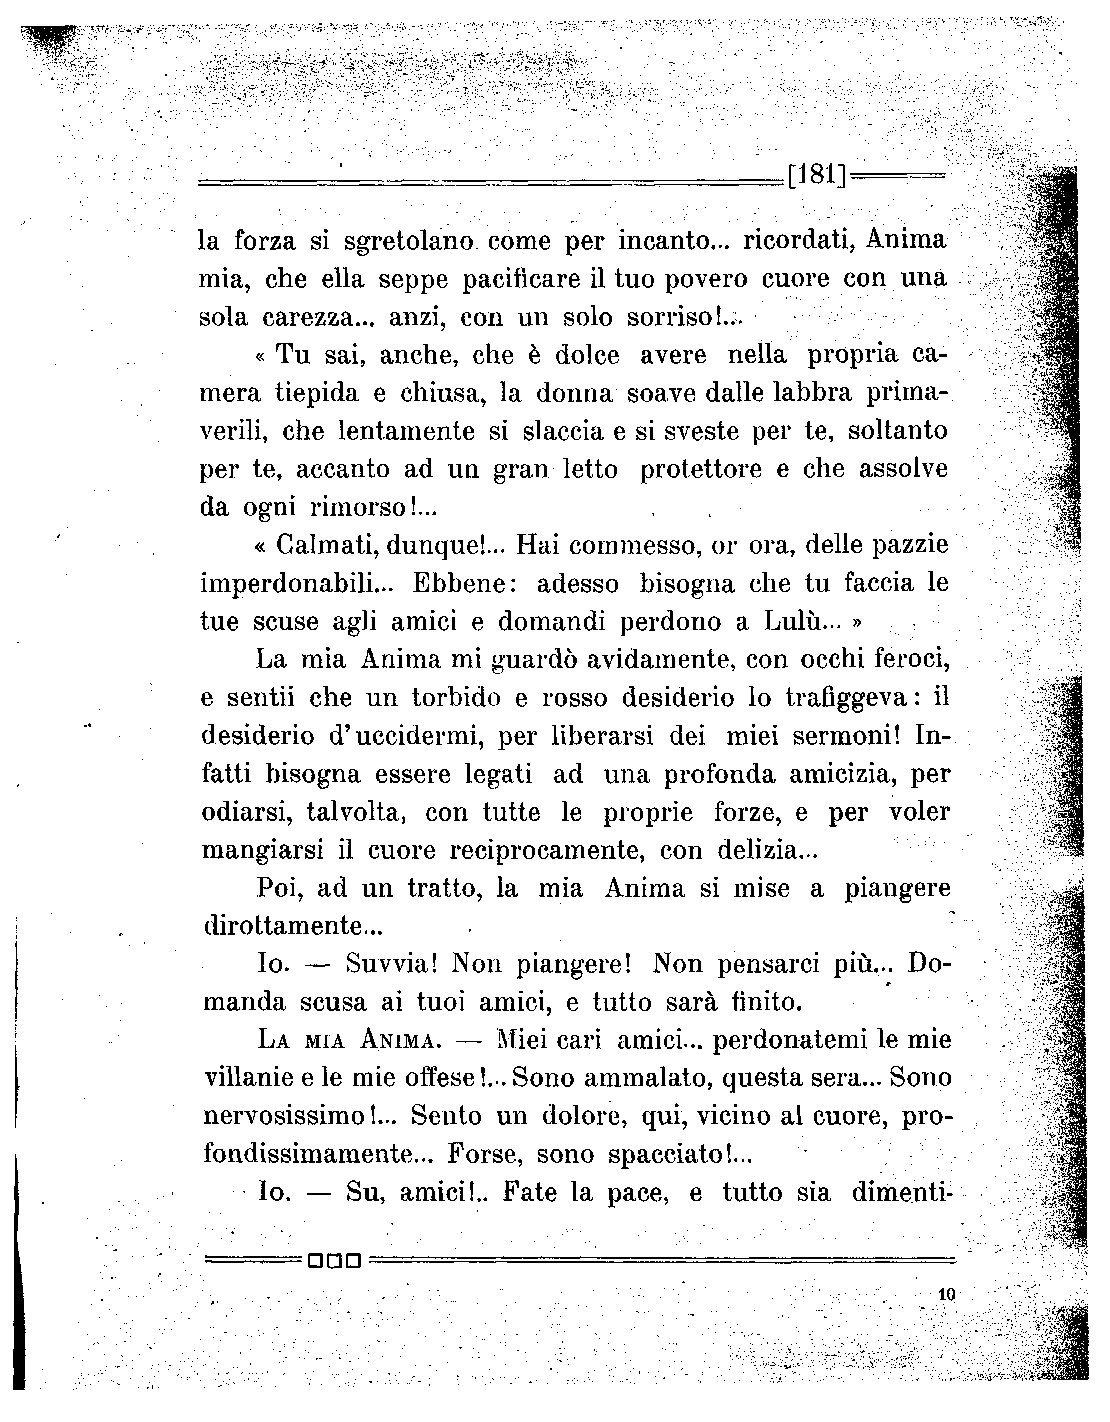 [181]
la forza si sgretolano come per incanto... ricordati, Anima
mia, che ella seppe pacificare il tuo povero cuore con una
sola carezza... anzi, con un solo sorriso!...
« Tu sai, anche, che è dolce avere nella propria ca-
mera tiepida e chiusa, la donna soave dalle labbra prima-
verili, che lentamente si slaccia e si sveste per te, soltanto
per te, accanto ad un gran letto protettore e che assolve
da ogni rimorso!...
« Calmati, dunque!... Hai commesso, or ora, delle pazzie
imperdonabili... Ebbene: adesso bisogna che tu faccia le
tue scuse agli amici e domandi perdono a Lulù... »
La mia Anima mi guardò avidamente, con occhi feroci,
e sentii che un torbido e rosso desiderio lo trafiggeva: il
desiderio d'uccidermi, per liberarsi dei miei sermoni! In-
fatti bisogna essere legati ad una profonda amicizia, per
odiarsi, talvolta, con tutte le proprie forze, e per voler
mangiarsi il cuore reciprocamente, con delizia...
Poi, ad un tratto, la mia Anima si mise a piangere
dirottamente...
Io. — Suvvia! Non piangere! Non pensarci più... Do-
manda scusa ai tuoi amici, e tutto sarà finito.
La mia Anima. — Miei cari amici... perdonatemi le mie
villanie e le mie offese!... Sono ammalato, questa sera... Sono
nervosissimo!... Sento un dolore, qui, vicino al cuore, pro-
fondissimamente... Forse, sono spacciato!...
Io. — Su, amici!.. Fate la pace, e tutto sia dimenti-
10